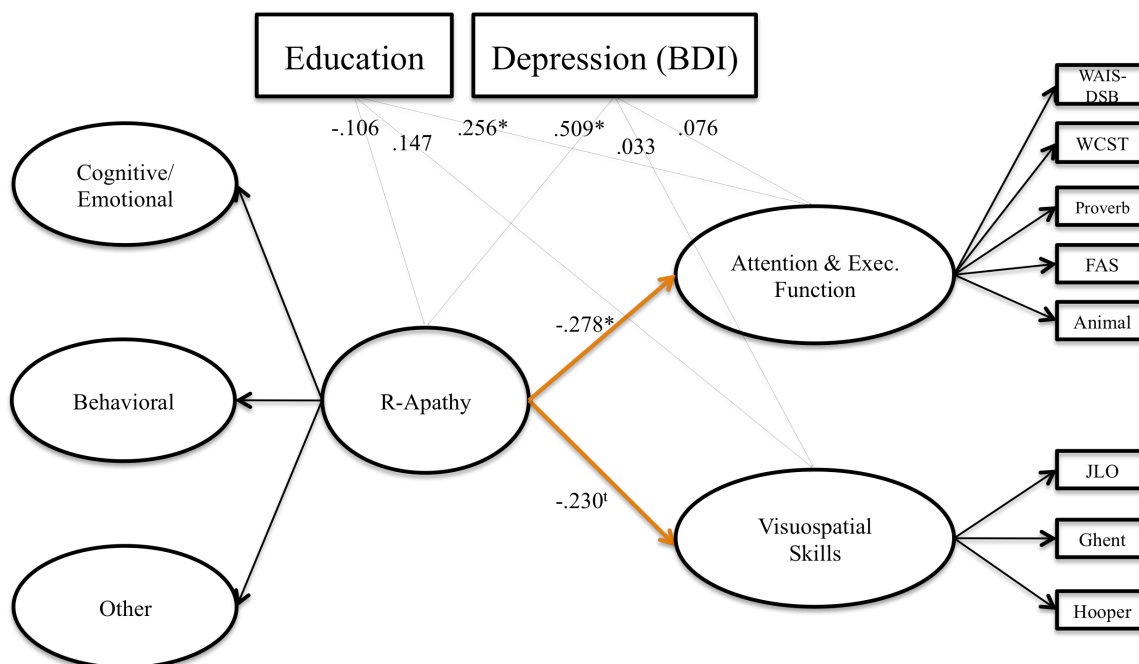 Education
Depression (BDI)
-.106
.147
.256*
.509*
.033
.076
Cognitive/
Emotional
Behavioral
Other
R-Apathy
-.278*
-.230ᵗ
Attention & Exec.
Function
Visuospatial
Skills
WAIS-
DSB
WCST
Proverb
FAS
Animal
JLO
Ghent
Hooper